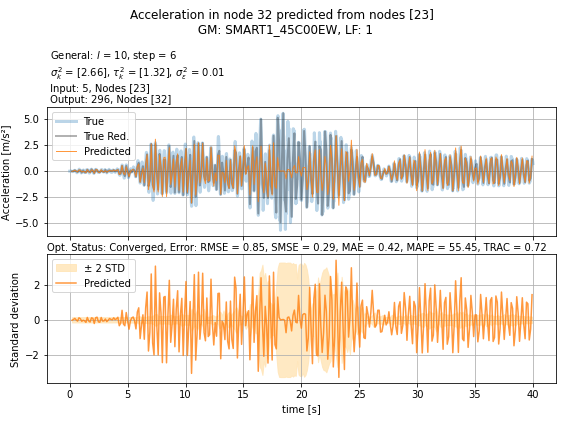 Acceleration in node 32 predicted from nodes [23]
GM: SMART1_45C00EW, LF: 1
General: l = 10, step = 6
σ²ₖ = [2.66], τ²ₖ = [1.32], σ²ε = 0.01
Input: 5, Nodes [23]
Output: 296, Nodes [32]
Acceleration [m/s²]
5.0
2.5
0.0
−2.5
−5.0
True
True Red.
Predicted
Opt. Status: Converged, Error: RMSE = 0.85, SMSE = 0.29, MAE = 0.42, MAPE = 55.45, TRAC = 0.72
Standard deviation
2
0
−2
± 2 STD
Predicted
0 5 10 15 20 25 30 35 40
time [s]